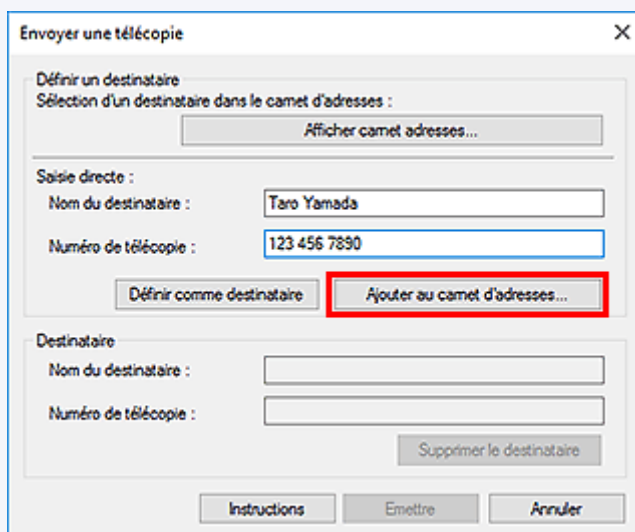 Envoyer une télécopie
Définir un destinataire
Sélection d'un destinataire dans le carnet d'adresses :
Afficher carnet adresses...
Saisie directe :
Nom du destinataire : Taro Yamada
Numéro de télécopie : 123 456 7890
Définir comme destinataire Ajouter au carnet d'adresses...
Destinataire
Nom du destinataire :
Numéro de télécopie :
Supprimer le destinataire
Instructions Emettre Annuler